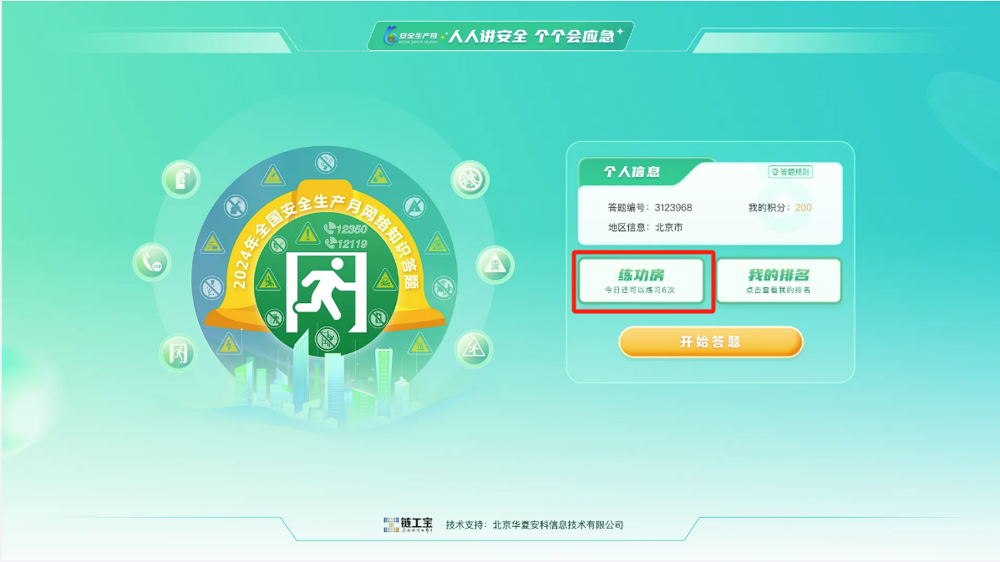 安全生产月
WORK SAFETY MONTH
人人讲安全 个个会应急
2024年全国安全生产月网络知识答题
12350
12119
119
个人信息
答题规则
答题编号：3123968
我的积分：200
地区信息：北京市
练功房
今日还可以练习6次
我的排名
点击查看我的排名
开始答题
链工宝
技术支持：北京华夏安科信息技术有限公司